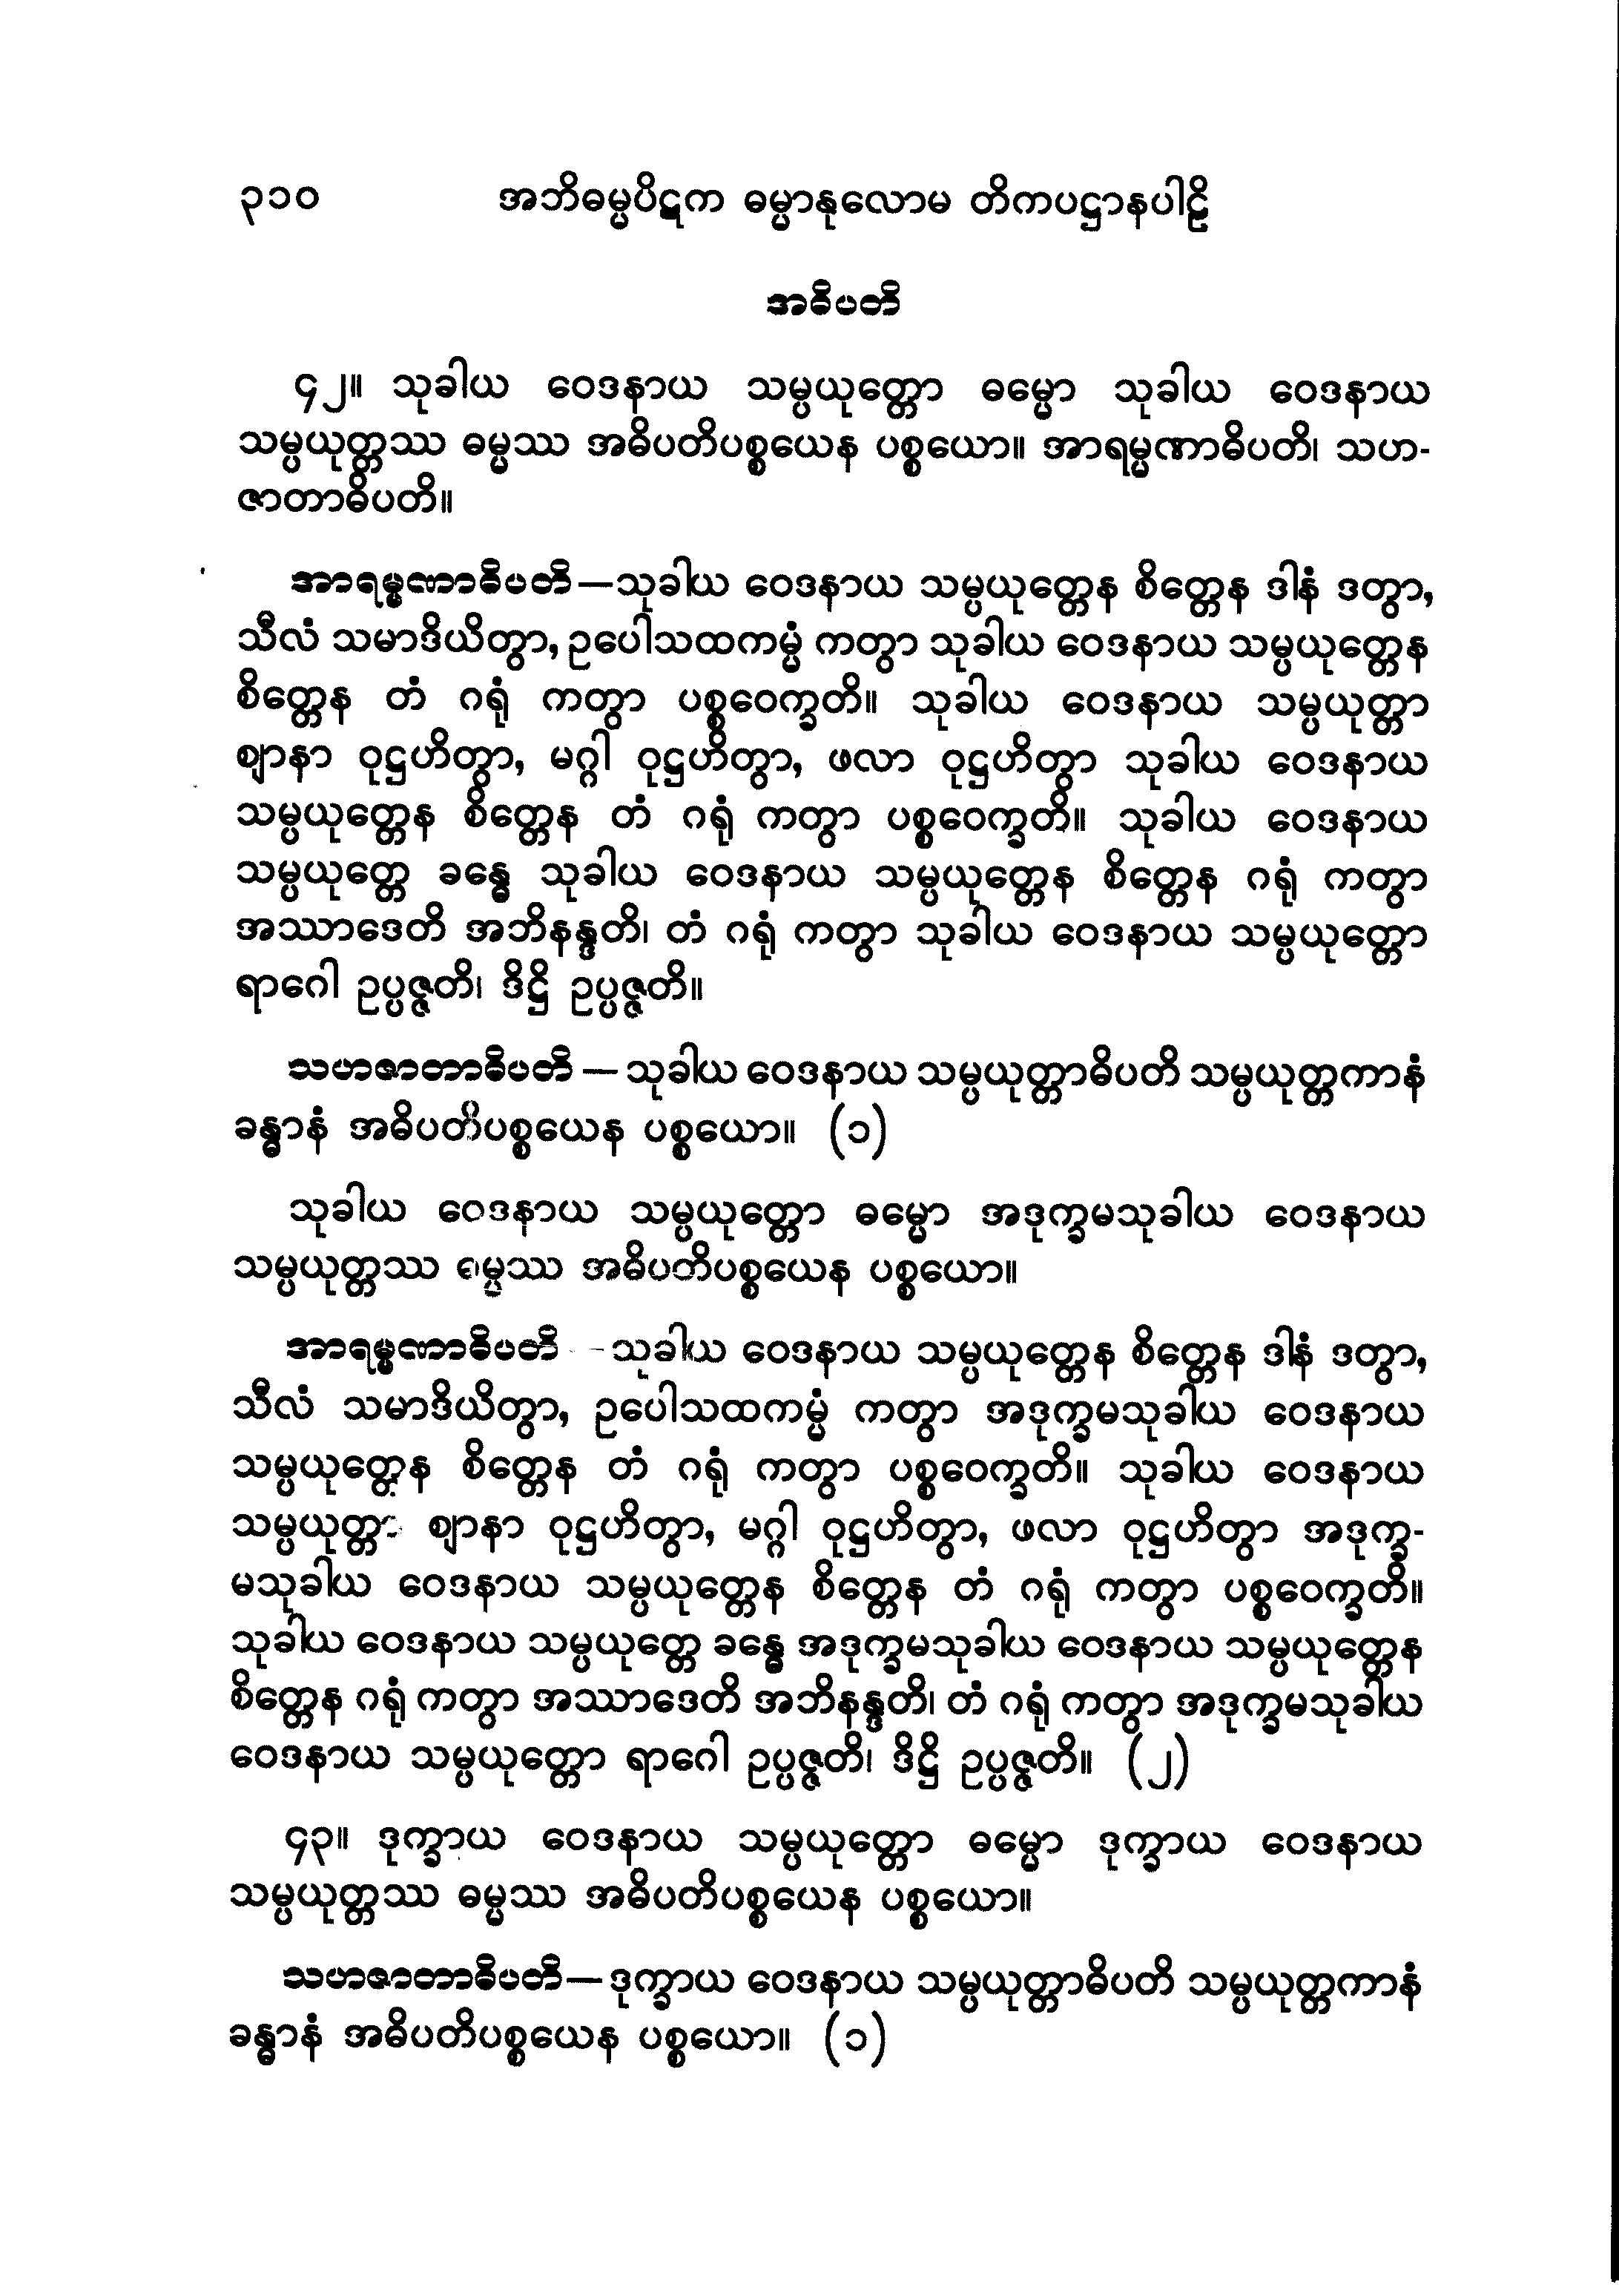 ၃၁၀ အဘိဓမ္မပိဋက ဓမ္မာနုလောမ တိကပဋ္ဌာနပါဠိ
အဓိပတိ
၄၂။ သုခါယ ဝေဒနာယ သမ္ပယုတ္တော ဓမ္မော သုခါယ ဝေဒနာယ
သမ္ပယုတ္တဿ ဓမ္မဿ အဓိပတိပစ္စယေန ပစ္စယော။ အာရမ္မဏာဓိပတိ၊ သဟ-
ဇာတာဓိပတိ။
အာရမ္မဏာဓိပတိ—သုခါယ ဝေဒနာယ သမ္ပယုတ္တေန စိတ္တေန ဒါနံ ဒတွာ,
သီလံ သမာဒိယိတွာ, ဥပေါသထကမ္မံ ကတွာ သုခါယ ဝေဒနာယ သမ္ပယုတ္တေန
စိတ္တေန တံ ဂရုံ ကတွာ ပစ္စဝေက္ခတိ။ သုခါယ ဝေဒနာယ သမ္ပယုတ္တာ
ဈာနာ ဝုဋ္ဌဟိတွာ, မဂ္ဂါ ဝုဋ္ဌဟိတွာ, ဖလာ ဝုဋ္ဌဟိတွာ သုခါယ ဝေဒနာယ
သမ္ပယုတ္တေန စိတ္တေန တံ ဂရုံ ကတွာ ပစ္စဝေက္ခတိ။ သုခါယ ဝေဒနာယ
သမ္ပယုတ္တေ ခန္ဓေ သုခါယ ဝေဒနာယ သမ္ပယုတ္တေန စိတ္တေန ဂရုံ ကတွာ
အဿာဒေတိ အဘိနန္ဒတိ၊ တံ ဂရုံ ကတွာ သုခါယ ဝေဒနာယ သမ္ပယုတ္တော
ရာဂေါ ဥပ္ပဇ္ဇတိ၊ ဒိဋ္ဌိ ဥပ္ပဇ္ဇတိ။
သဟဇာတာဓိပတိ — သုခါယ ဝေဒနာယ သမ္ပယုတ္တာဓိပတိ သမ္ပယုတ္တကာနံ
ခန္ဓာနံ အဓိပတိပစ္စယေန ပစ္စယော။ (၁)
သုခါယ ဝေဒနာယ သမ္ပယုတ္တော ဓမ္မော အဒုက္ခမသုခါယ ဝေဒနာယ
သမ္ပယုတ္တဿ ဓမ္မဿ အဓိပတိပစ္စယေန ပစ္စယော။
အာရမ္မဏာဓိပတိ —သုခါယ ဝေဒနာယ သမ္ပယုတ္တေန စိတ္တေန ဒါနံ ဒတွာ,
သီလံ သမာဒိယိတွာ, ဥပေါသထကမ္မံ ကတွာ အဒုက္ခမသုခါယ ဝေဒနာယ
သမ္ပယုတ္တေန စိတ္တေန တံ ဂရုံ ကတွာ ပစ္စဝေက္ခတိ။ သုခါယ ဝေဒနာယ
သမ္ပယုတ္တာ ဈာနာ ဝုဋ္ဌဟိတွာ, မဂ္ဂါ ဝုဋ္ဌဟိတွာ, ဖလာ ဝုဋ္ဌဟိတွာ အဒုက္ခ-
မသုခါယ ဝေဒနာယ သမ္ပယုတ္တေန စိတ္တေန တံ ဂရုံ ကတွာ ပစ္စဝေက္ခတိ။
သုခါယ ဝေဒနာယ သမ္ပယုတ္တေ ခန္ဓေ အဒုက္ခမသုခါယ ဝေဒနာယ သမ္ပယုတ္တေန
စိတ္တေန ဂရုံ ကတွာ အဿာဒေတိ အဘိနန္ဒတိ၊ တံ ဂရုံ ကတွာ အဒုက္ခမသုခါယ
ဝေဒနာယ သမ္ပယုတ္တော ရာဂေါ ဥပ္ပဇ္ဇတိ၊ ဒိဋ္ဌိ ဥပ္ပဇ္ဇတိ။ (၂)
၄၃။ ဒုက္ခာယ ဝေဒနာယ သမ္ပယုတ္တော ဓမ္မော ဒုက္ခာယ ဝေဒနာယ
သမ္ပယုတ္တဿ ဓမ္မဿ အဓိပတိပစ္စယေန ပစ္စယော။
သဟဇာတာဓိပတိ—ဒုက္ခာယ ဝေဒနာယ သမ္ပယုတ္တာဓိပတိ သမ္ပယုတ္တကာနံ
ခန္ဓာနံ အဓိပတိပစ္စယေန ပစ္စယော။ (၁)